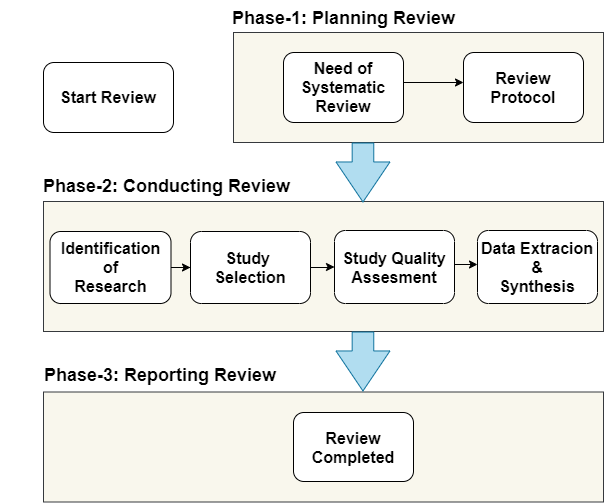 Phase-1: Planning Review
Start Review
Need of
Systematic
Review
Review
Protocol
Phase-2: Conducting Review
Identification
of
Research
Study
Selection
Study Quality
Assesment
Data Extracion
&
Synthesis
Phase-3: Reporting Review
Review
Completed